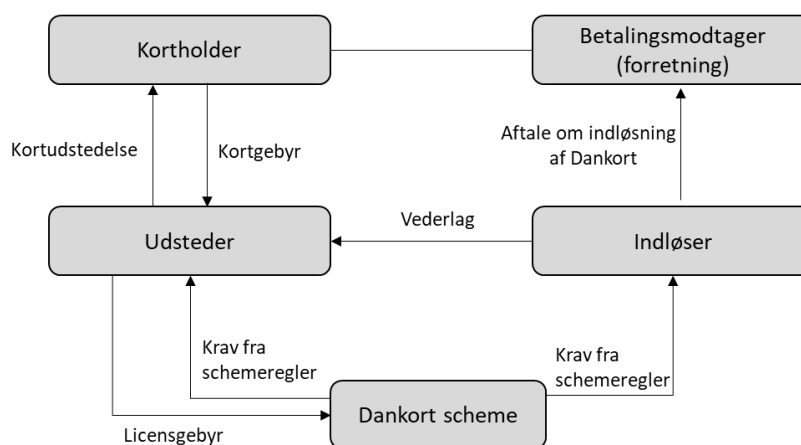 Kortholder
Betalingsmodtager
(forretning)
Kortudstedelse
Kortgebyr
Aftale om indløsning
af Dankort
Udsteder
Vederlag
Indløser
Krav fra
schemeregler
Krav fra
schemeregler
Dankort scheme
Licensgebyr